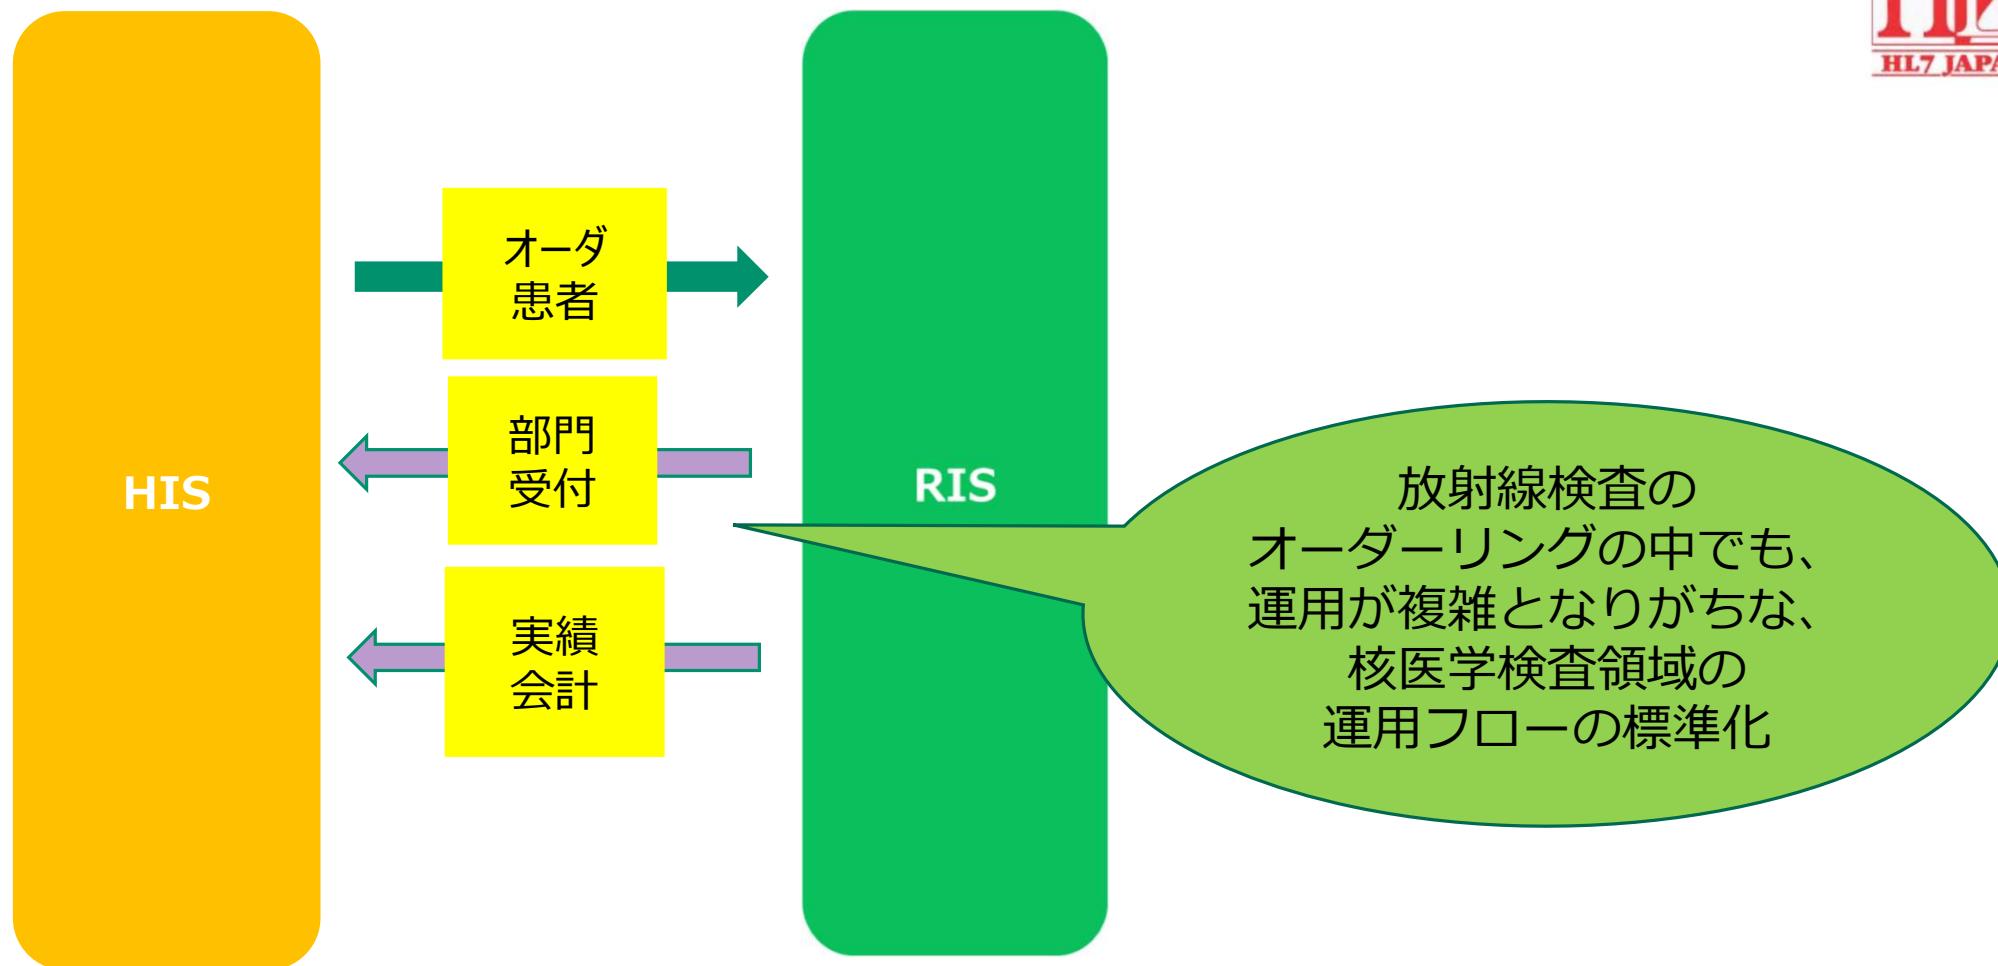 HL7 JAPA
オーダ
患者
部門
受付
実績
会計
HIS
RIS
放射線検査の
オーダーリングの中でも、
運用が複雑となりがちな、
核医学検査領域の
運用フローの標準化